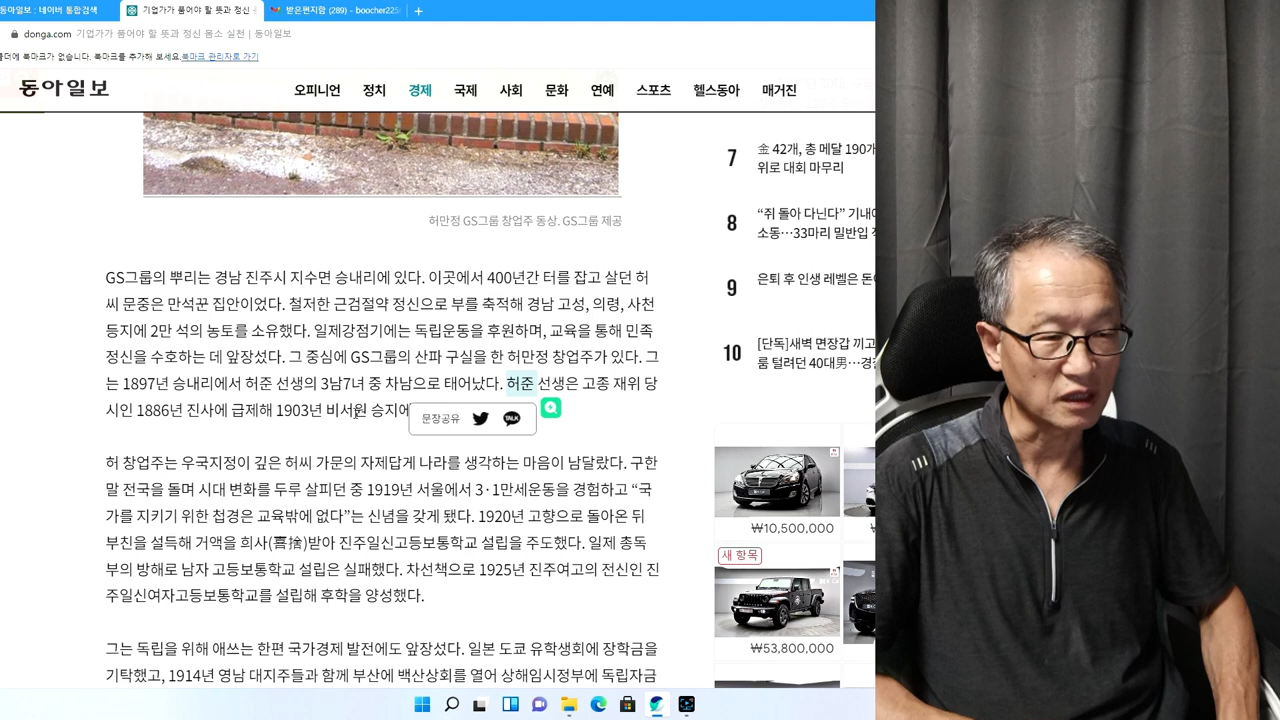 동아일보 : 네이버 통합검색
기업가가 품어야 할 뜻과 정신
받은편지함 (289) - boocher225
donga.com 기업가가 품어야 할 뜻과 정신 몸소 실천 | 동아일보
더에 북마크가 없습니다. 북마크를 추가해 보세요. 북마크 관리자로 가기
동아일보
오피니언 정치 경제 국제 사회 문화 연예 스포츠 헬스동아 매거진
허만정 GS그룹 창업주 동상. GS그룹 제공
GS그룹의 뿌리는 경남 진주시 지수면 승내리에 있다. 이곳에서 400년간 터를 잡고 살던 허
씨 문중은 만석꾼 집안이었다. 철저한 근검절약 정신으로 부를 축적해 경남 고성, 의령, 사천
등지에 2만 석의 농토를 소유했다. 일제강점기에는 독립운동을 후원하며, 교육을 통해 민족
정신을 수호하는 데 앞장섰다. 그 중심에 GS그룹의 산파 구실을 한 허만정 창업주가 있다. 그
는 1897년 승내리에서 허준 선생의 3남7녀 중 차남으로 태어났다. 허준 선생은 고종 재위 당
시인 1886년 진사에 급제해 1903년 비서원 승지에
문장공유
TALK
허 창업주는 우국지정이 깊은 허씨 가문의 자제답게 나라를 생각하는 마음이 남달랐다. 구한
말 전국을 돌며 시대 변화를 두루 살피던 중 1919년 서울에서 3·1만세운동을 경험하고 “국
가를 지키기 위한 첩경은 교육밖에 없다”는 신념을 갖게 됐다. 1920년 고향으로 돌아온 뒤
부친을 설득해 거액을 희사(喜捨)받아 진주일신고등보통학교 설립을 주도했다. 일제 총독
부의 방해로 남자 고등보통학교 설립은 실패했다. 차선책으로 1925년 진주여고의 전신인 진
주일신여자고등보통학교를 설립해 후학을 양성했다.
그는 독립을 위해 애쓰는 한편 국가경제 발전에도 앞장섰다. 일본 도쿄 유학생회에 장학금을
기탁했고, 1914년 영남 대지주들과 함께 부산에 백산상회를 열어 상해임시정부에 독립자금
7
金 42개, 총 메달 190개
위로 대회 마무리
8
“쥐 돌아 다닌다” 기내에
소동…33마리 밀반입
9
은퇴 후 인생 레벨은 돈이
10
[단독]새벽 면장갑 끼고
룸 털려던 40대男…경찰
₩10,500,000
새 항목
₩53,800,000